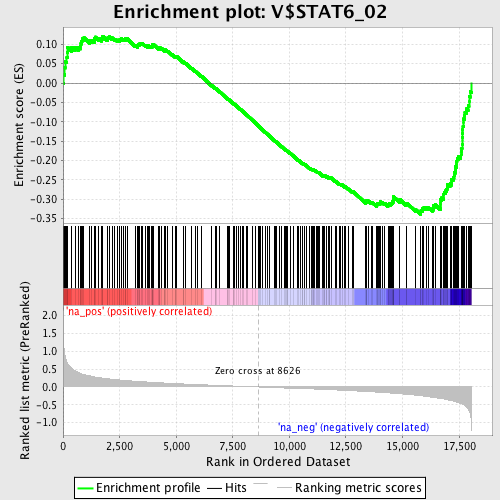 Enrichment plot: V$STAT6_02
Enrichment score (ES)
0.10
0.05
0.00
-0.05
-0.10
-0.15
-0.20
-0.25
-0.30
-0.35
'na_pos' (positively correlated)
Ranked list metric (PreRanked)
2.0
1.5
1.0
0.5
0.0
-0.5
-1.0
Zero cross at 8626
'na_neg' (negatively correlated)
0 2,500 5,000 7,500 10,000 12,500 15,000 17,500
Rank in Ordered Dataset
Enrichment profile Hits Ranking metric scores